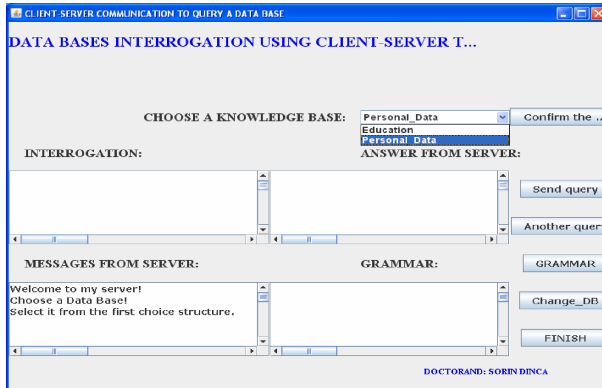 CLIENT-SERVER COMMUNICATION TO QUERY A DATA BASE
DATA BASES INTERROGATION USING CLIENT-SERVER T...
CHOOSE A KNOWLEDGE BASE:
Personal_Data
Confirm the ..
Education
Personal_Data
INTERROGATION:
ANSWER FROM SERVER:
Send query
Another query
MESSAGES FROM SERVER:
GRAMMAR:
GRAMMAR
Welcome to my server!
Choose a Data Base!
Select it from the first choice structure.
Change_DB
FINISH
DOCTORAND: SORIN DINCA